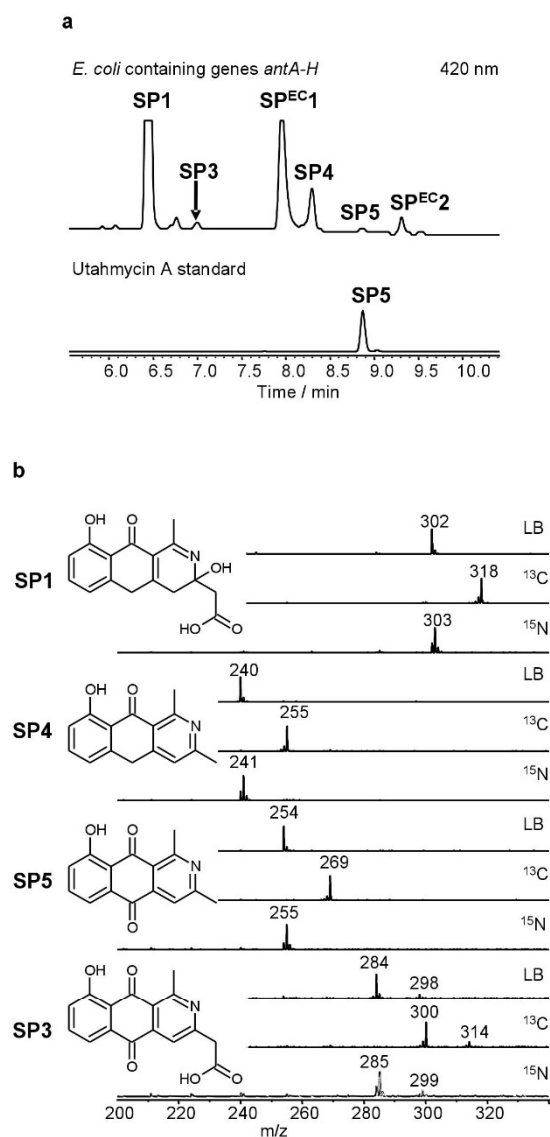 a
E. coli containing genes antA-H 420 nm
SP1
SP^EC1
SP3
SP4
SP5
SP^EC2
Utahmycin A standard
SP5
6.0 6.5 7.0 7.5 8.0 8.5 9.0 9.5 10.0
Time / min
b
SP1
OH O N OH HO O
302 LB
318 ¹³C
303 ¹⁵N
SP4
OH O N
240 LB
255 ¹³C
241 ¹⁵N
SP5
OH O N O
254 LB
269 ¹³C
255 ¹⁵N
SP3
OH O N O HO O
284 298 LB
300 314 ¹³C
285 299 ¹⁵N
200 220 240 260 280 300 320
m/z